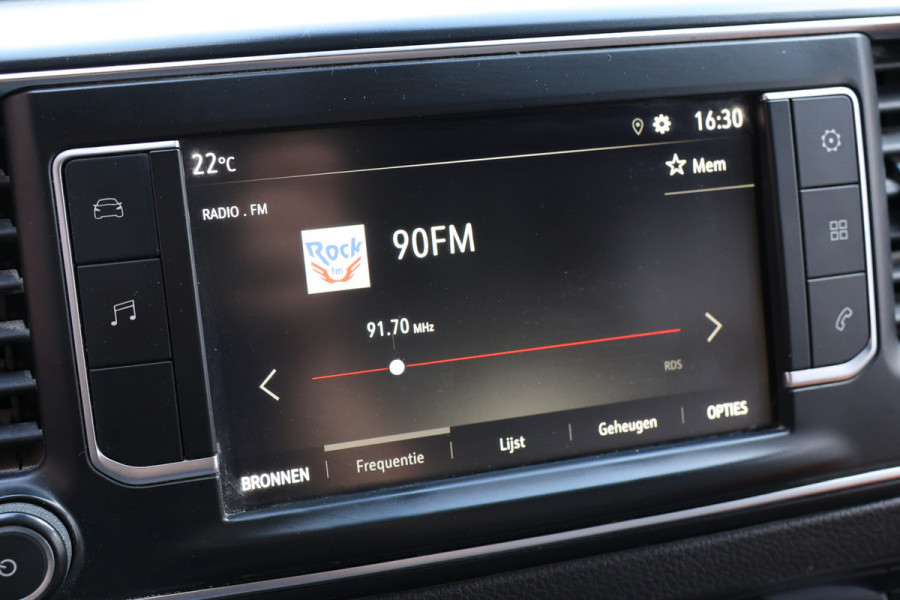 16:30
22°C
Mem
RADIO . FM
Rock
fm
90FM
91.70 MHz
RDS
BRONNEN Frequentie Lijst Geheugen OPTIES